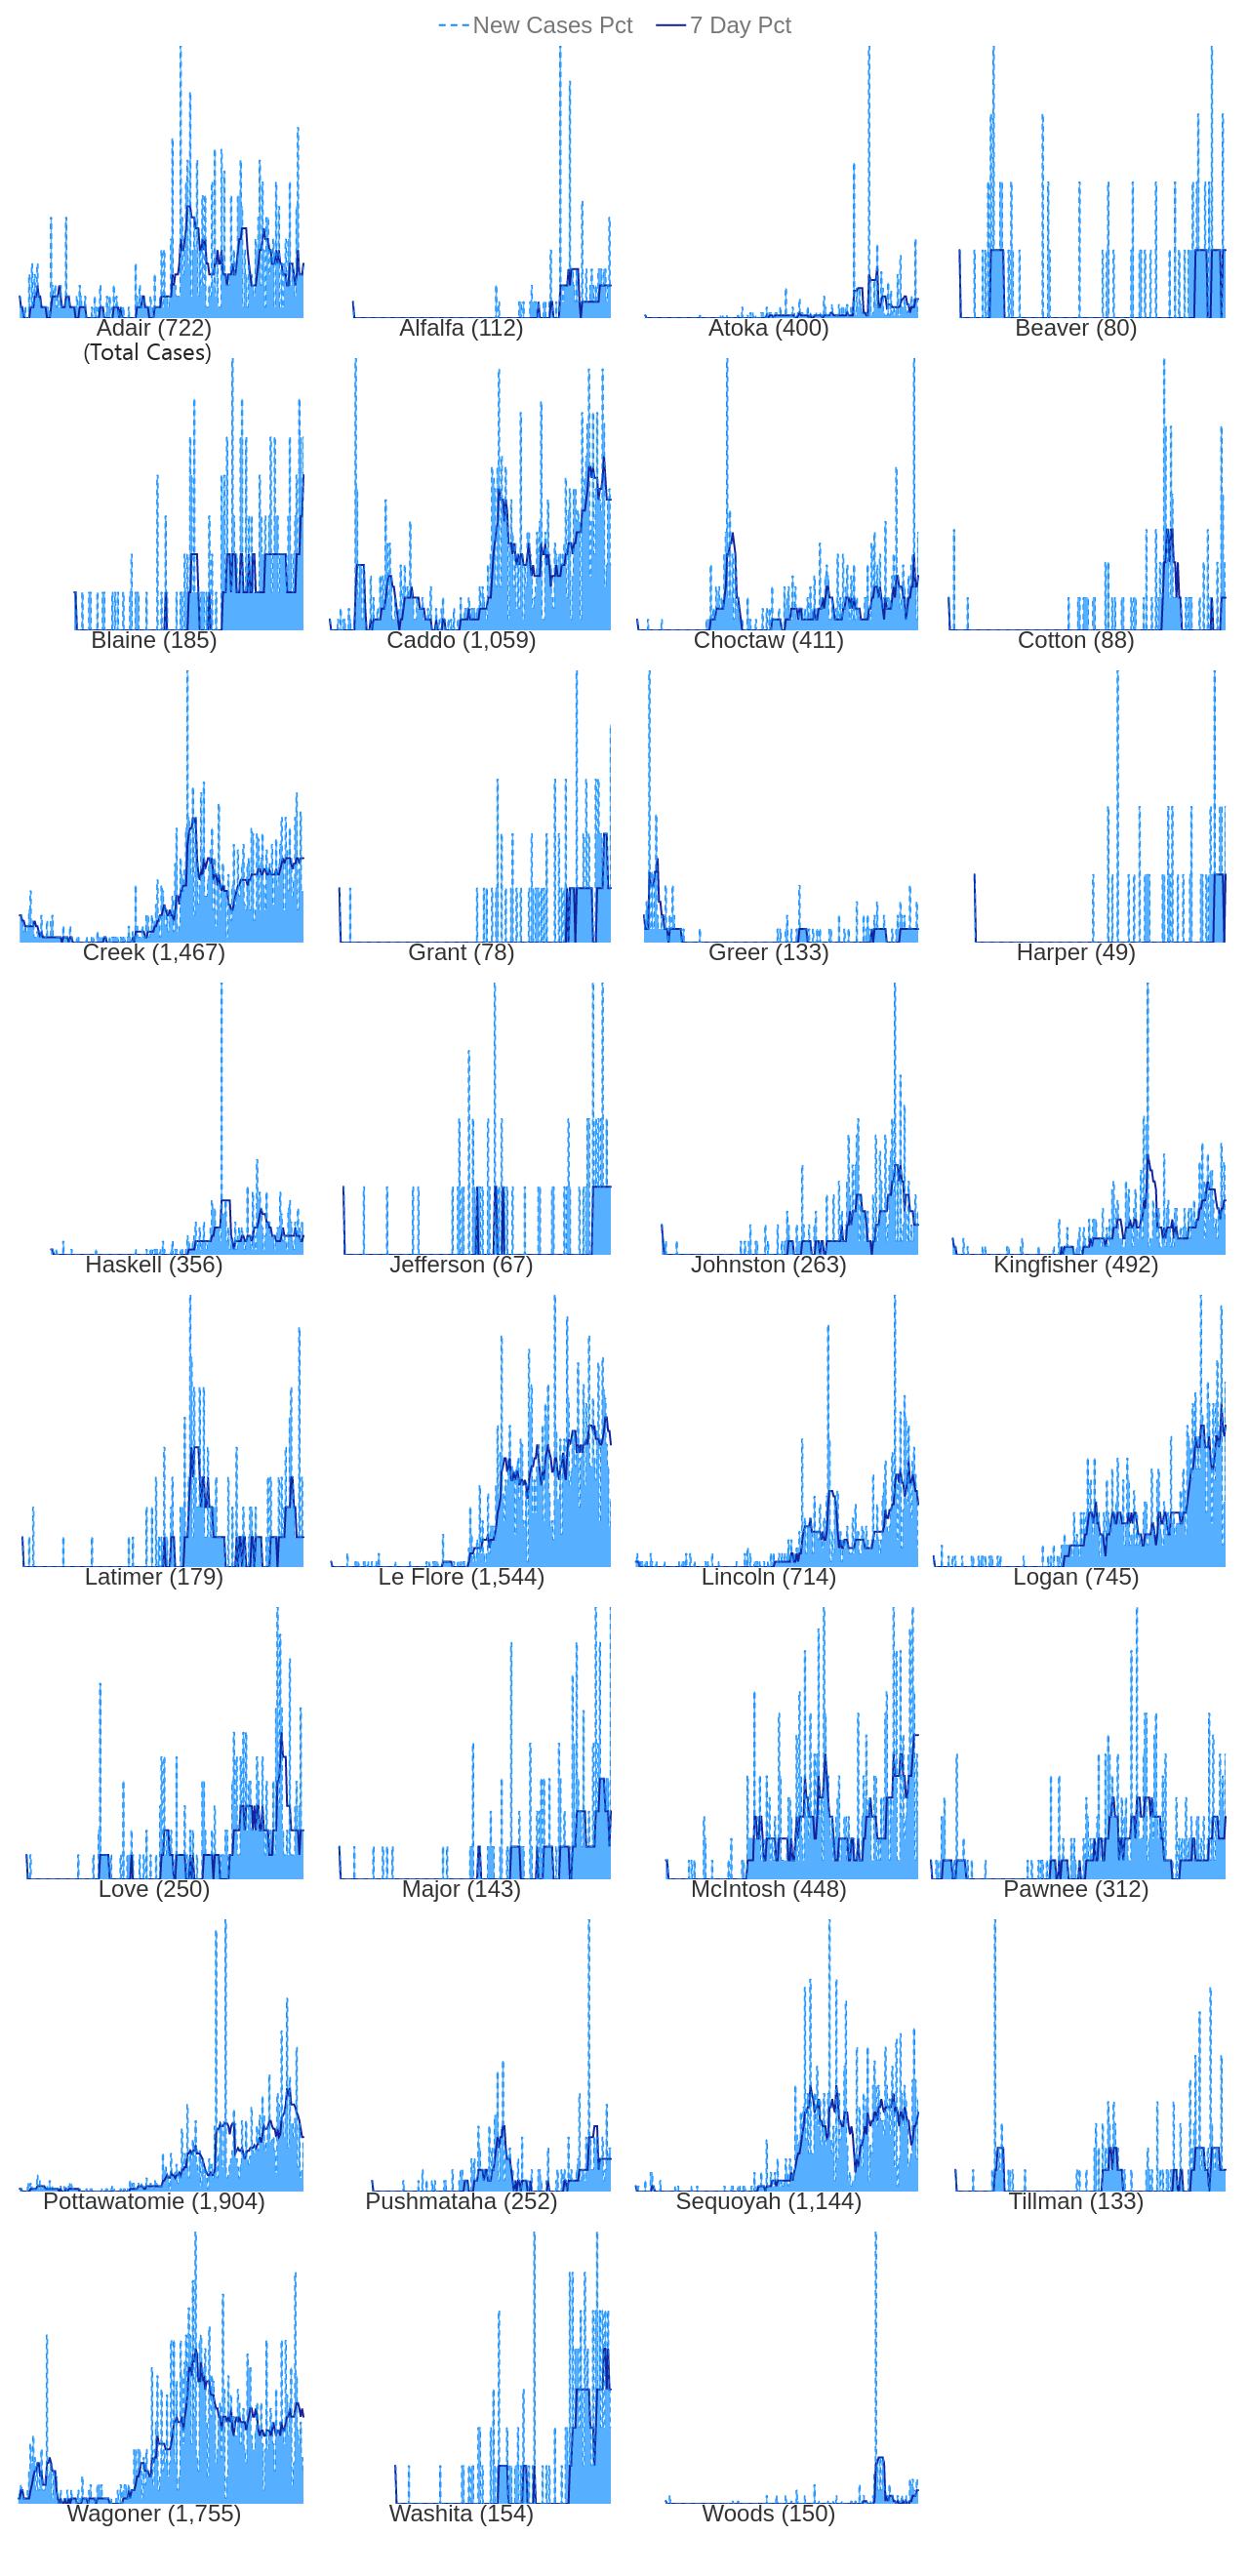 New Cases Pct 7 Day Pct
Adair (722) Alfalfa (112) Atoka (400) Beaver (80)
(Total Cases)
Blaine (185) Caddo (1,059) Choctaw (411) Cotton (88)
Creek (1,467) Grant (78) Greer (133) Harper (49)
Haskell (356) Jefferson (67) Johnston (263) Kingfisher (492)
Latimer (179) Le Flore (1,544) Lincoln (714) Logan (745)
Love (250) Major (143) McIntosh (448) Pawnee (312)
Pottawatomie (1,904) Pushmataha (252) Sequoyah (1,144) Tillman (133)
Wagoner (1,755) Washita (154) Woods (150)